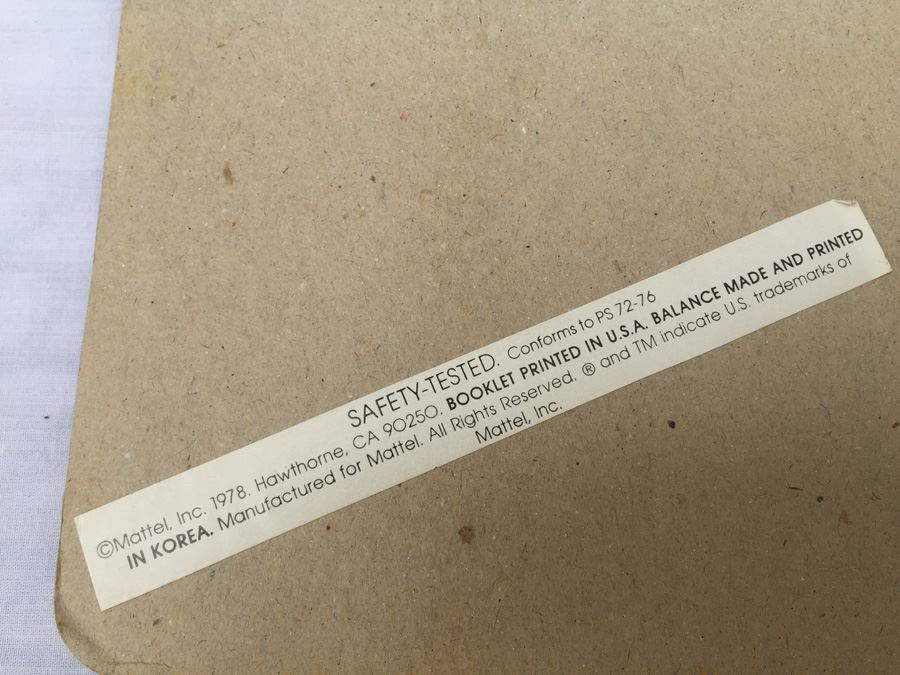 SAFETY-TESTED. Conforms to PS 72-76
©Mattel, Inc. 1978. Hawthorne, CA 90250. BOOKLET PRINTED IN U.S.A. BALANCE MADE AND PRINTED
IN KOREA. Manufactured for Mattel. All Rights Reserved. ® and TM indicate U.S. trademarks of
Mattel, Inc.